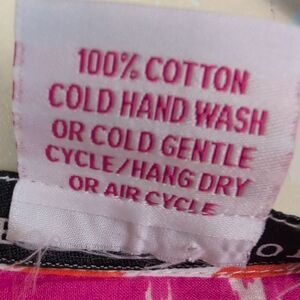 100% COTTON
COLD HAND WASH
OR COLD GENTLE
CYCLE/HANG DRY
OR AIR CYCLE